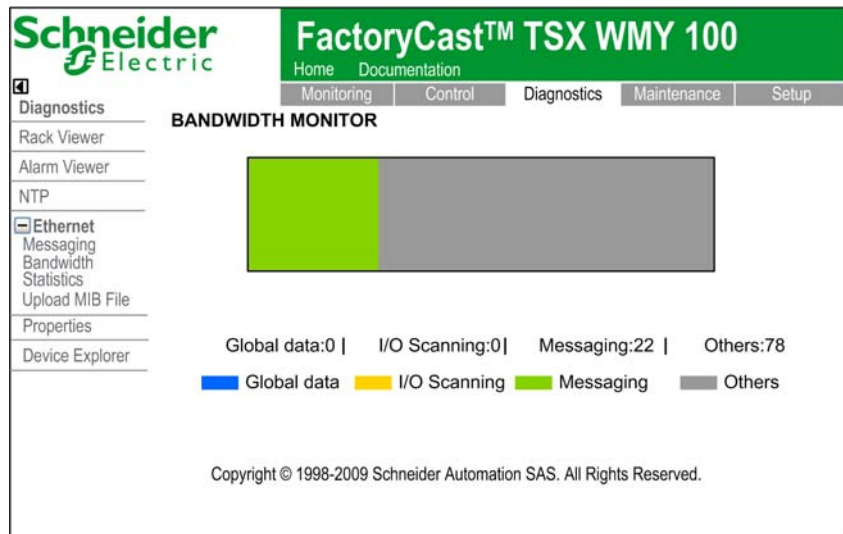 Schneider
Electric
FactoryCast™ TSX WMY 100
Home Documentation
Monitoring Control Diagnostics Maintenance Setup
Diagnostics
Rack Viewer
Alarm Viewer
NTP
Ethernet
Messaging
Bandwidth
Statistics
Upload MIB File
Properties
Device Explorer
BANDWIDTH MONITOR
Global data:0 | I/O Scanning:0| Messaging:22 | Others:78
Global data I/O Scanning Messaging Others
Copyright © 1998-2009 Schneider Automation SAS. All Rights Reserved.